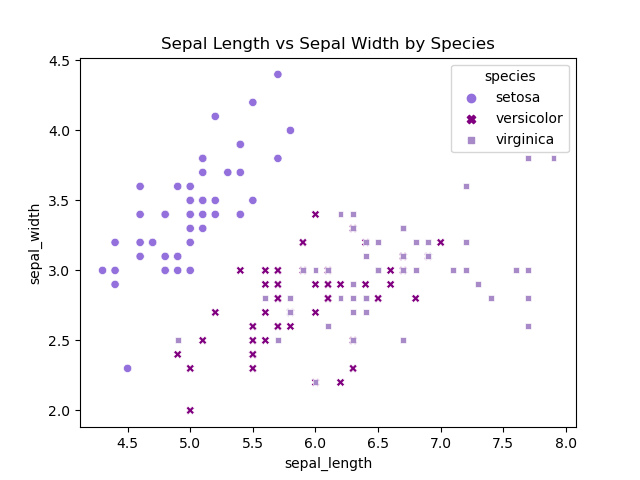 Sepal Length vs Sepal Width by Species
species
setosa
versicolor
virginica
4.5
4.0
3.5
3.0
2.5
2.0
sepal_width
4.5 5.0 5.5 6.0 6.5 7.0 7.5 8.0
sepal_length